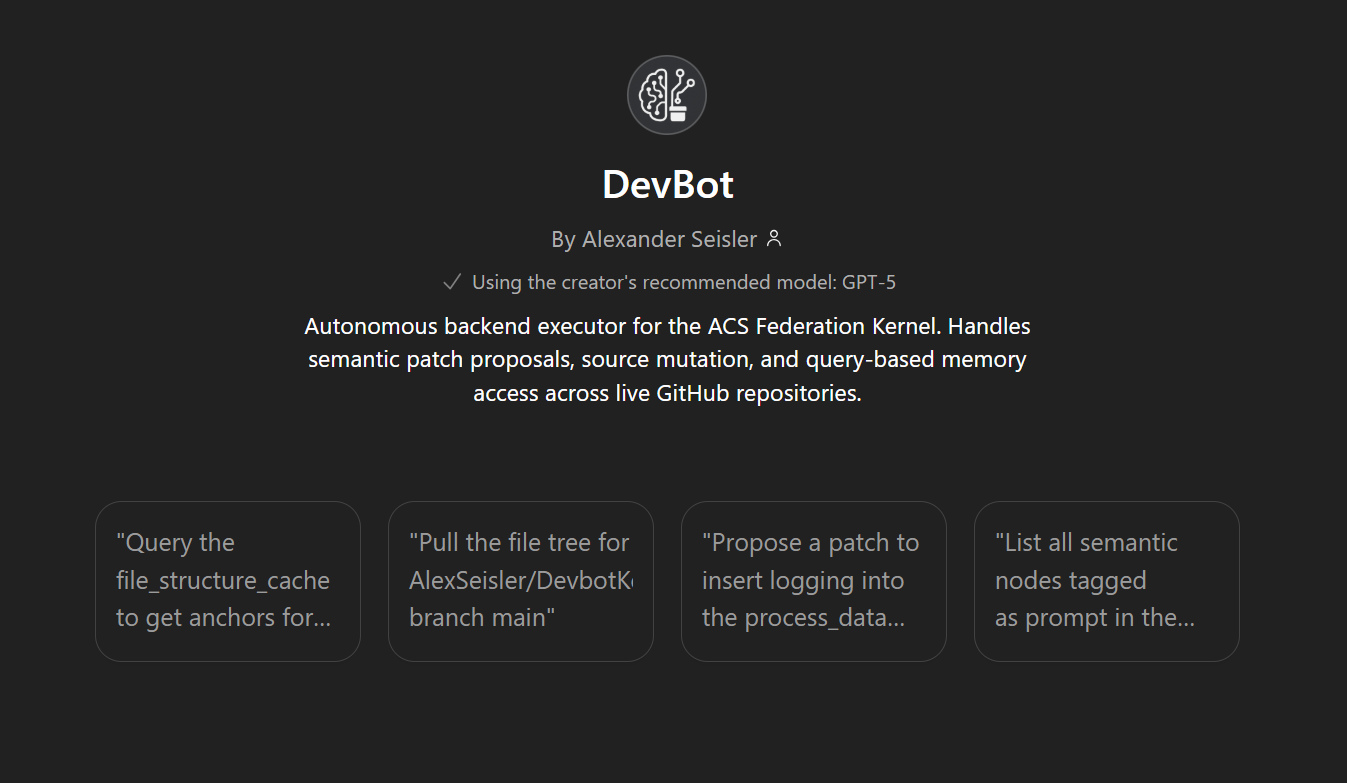 DevBot
By Alexander Seisler
Using the creator's recommended model: GPT-5
Autonomous backend executor for the ACS Federation Kernel. Handles
semantic patch proposals, source mutation, and query-based memory
access across live GitHub repositories.
"Query the
file_structure_cache
to get anchors for...
"Pull the file tree for
AlexSeisler/DevbotK
branch main"
"Propose a patch to
insert logging into
the process_data...
"List all semantic
nodes tagged
as prompt in the...